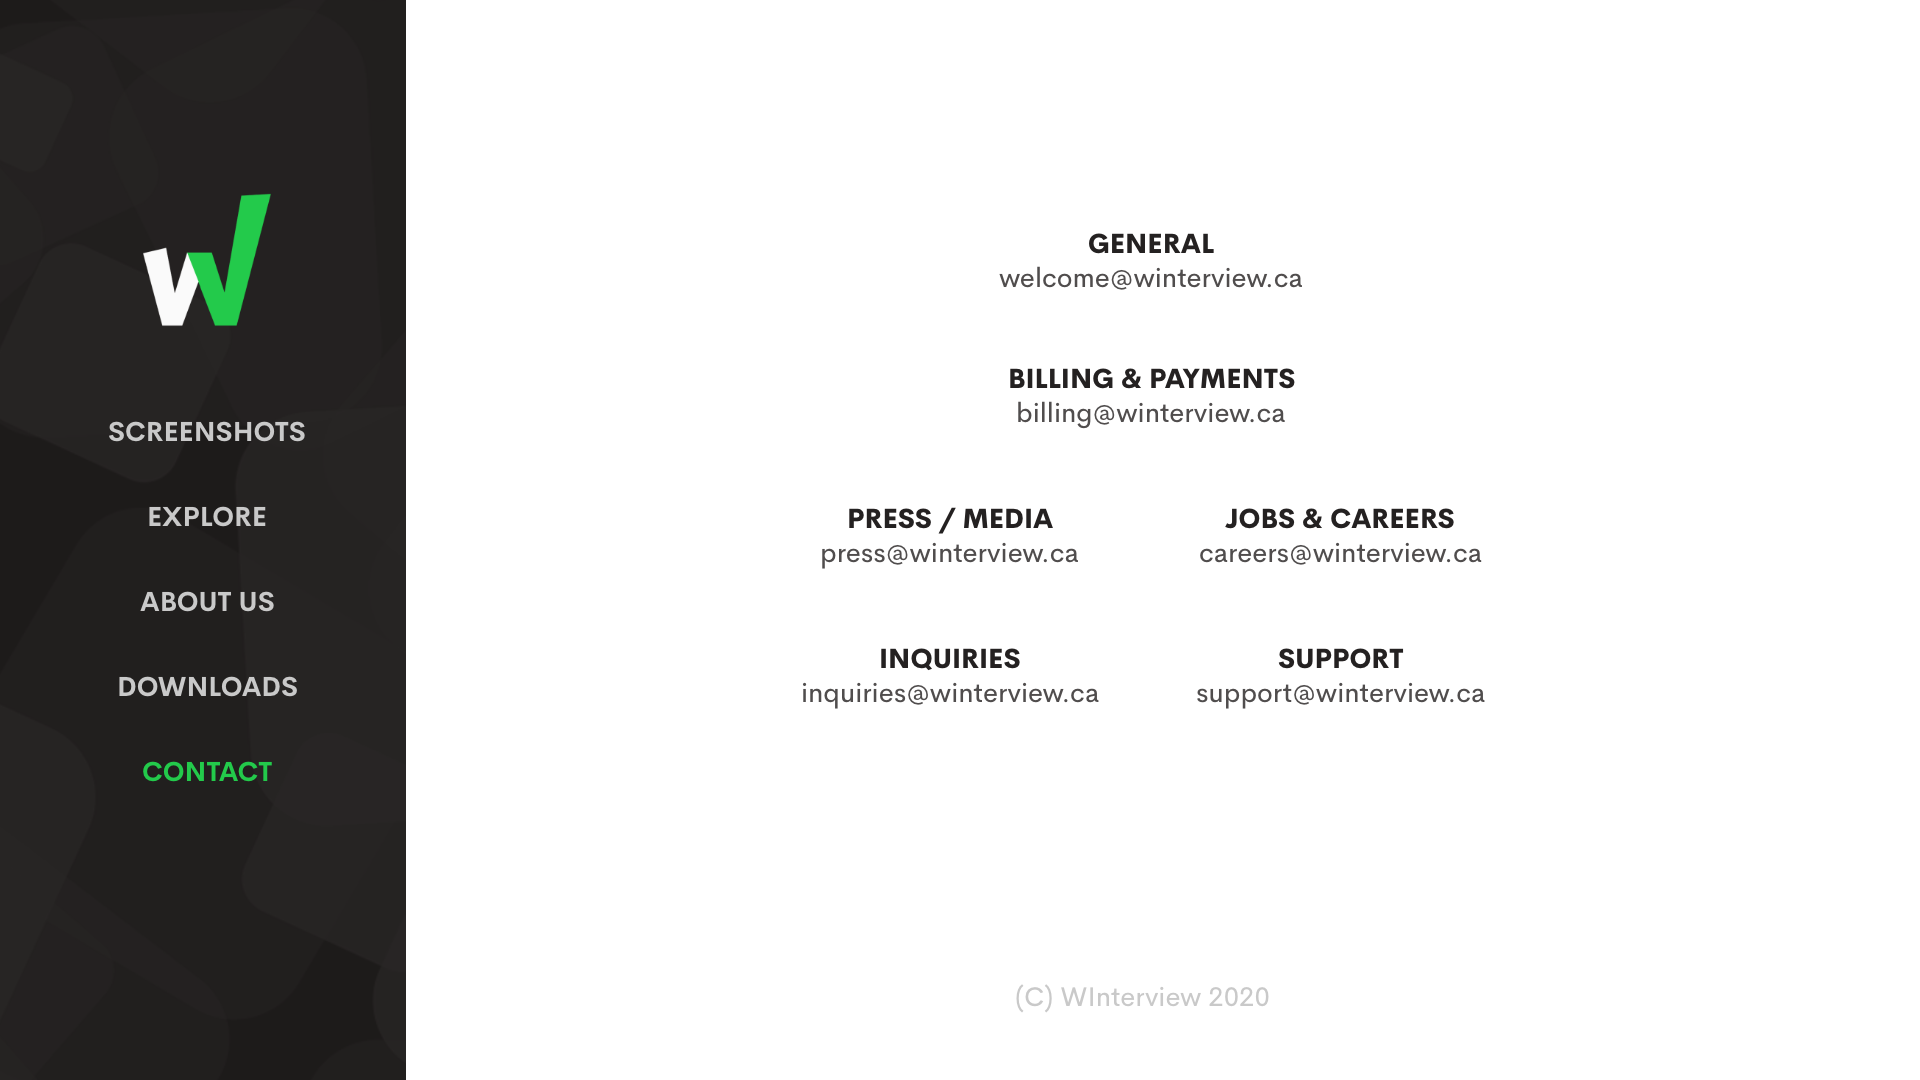 W
SCREENSHOTS
EXPLORE
ABOUT US
DOWNLOADS
CONTACT
GENERAL
welcome@winterview.ca
BILLING & PAYMENTS
billing@winterview.ca
PRESS / MEDIA
press@winterview.ca
JOBS & CAREERS
careers@winterview.ca
INQUIRIES
inquiries@winterview.ca
SUPPORT
support@winterview.ca
(C) WInterview 2020